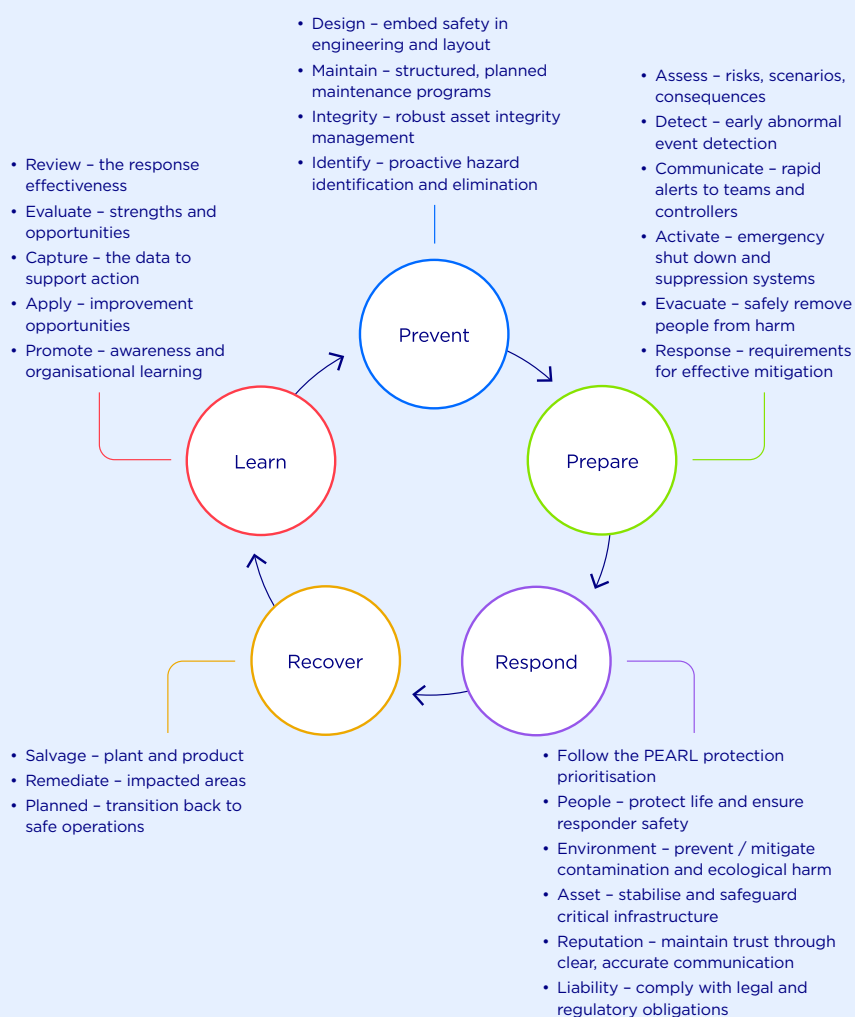 • Design – embed safety in
engineering and layout
• Maintain – structured, planned
maintenance programs
• Integrity – robust asset integrity
management
• Identify – proactive hazard
identification and elimination
• Assess – risks, scenarios,
consequences
• Detect – early abnormal
event detection
• Communicate – rapid
alerts to teams and
controllers
• Activate – emergency
shut down and
suppression systems
• Evacuate – safely remove
people from harm
• Response – requirements
for effective mitigation
• Review – the response
effectiveness
• Evaluate – strengths and
opportunities
• Capture – the data to
support action
• Apply – improvement
opportunities
• Promote – awareness and
organisational learning
Prevent
Learn
Prepare
Recover
Respond
• Salvage – plant and product
• Remediate – impacted areas
• Planned – transition back to
safe operations
• Follow the PEARL protection
prioritisation
• People – protect life and ensure
responder safety
• Environment – prevent / mitigate
contamination and ecological harm
• Asset – stabilise and safeguard
critical infrastructure
• Reputation – maintain trust through
clear, accurate communication
• Liability – comply with legal and
regulatory obligations